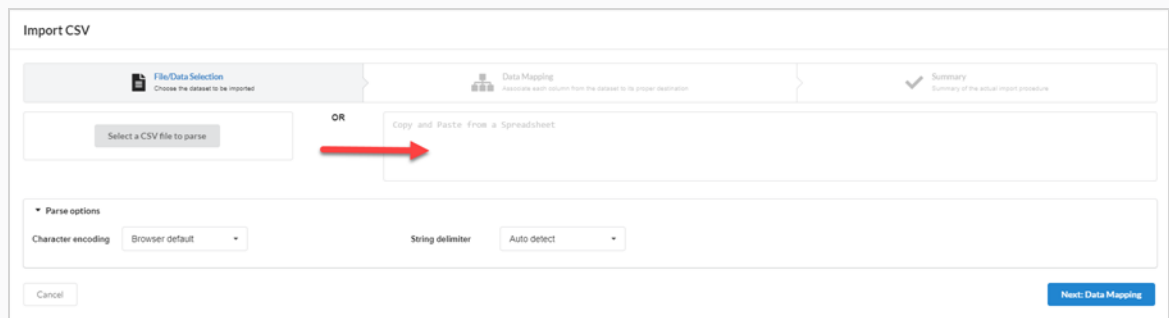 Import CSV
File/Data Selection
Choose the dataset to be imported
Data Mapping
Associate each column from the dataset to its proper destination.
Summary
Summary of the actual import procedure.
Select a CSV file to parse
OR
Copy and Paste from a Spreadsheet
Parse options
Character encoding Browser default
String delimiter Auto detect
Cancel
Next: Data Mapping